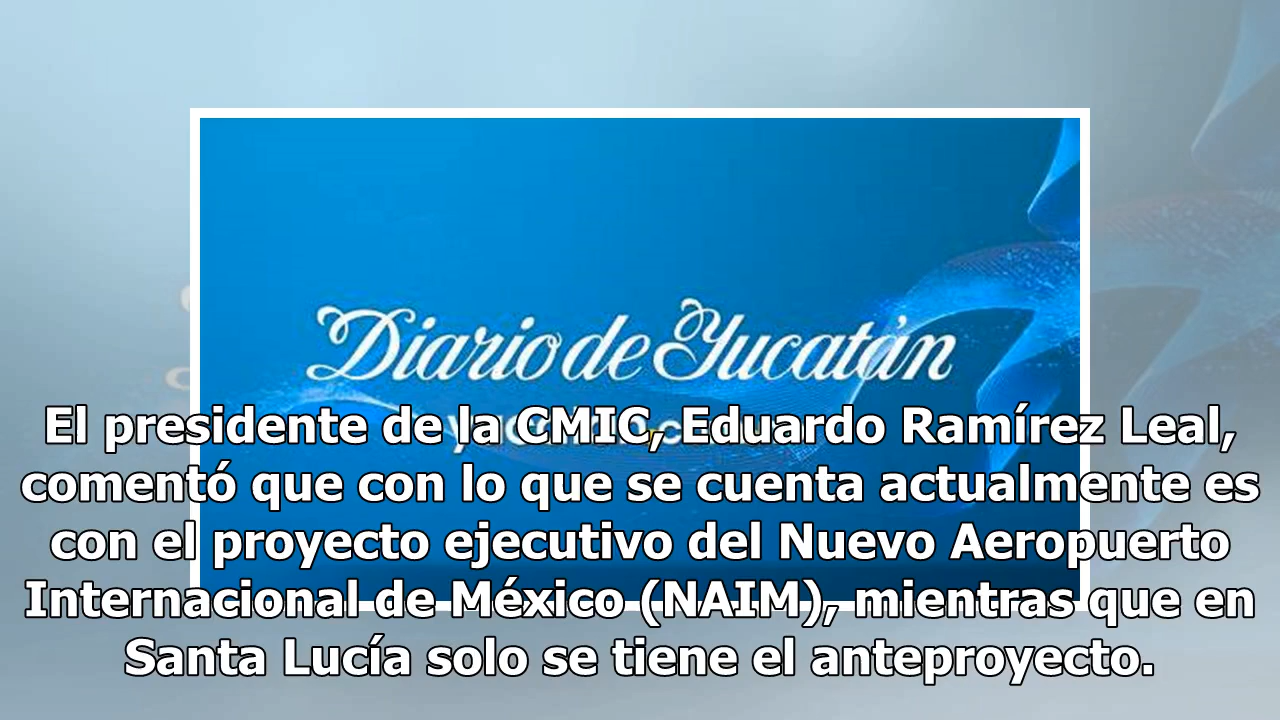 Diario de Yucatán
El presidente de la CMIC, Eduardo Ramírez Leal,
comentó que con lo que se cuenta actualmente es
con el proyecto ejecutivo del Nuevo Aeropuerto
Internacional de México (NAIM), mientras que en
Santa Lucía solo se tiene el anteproyecto.